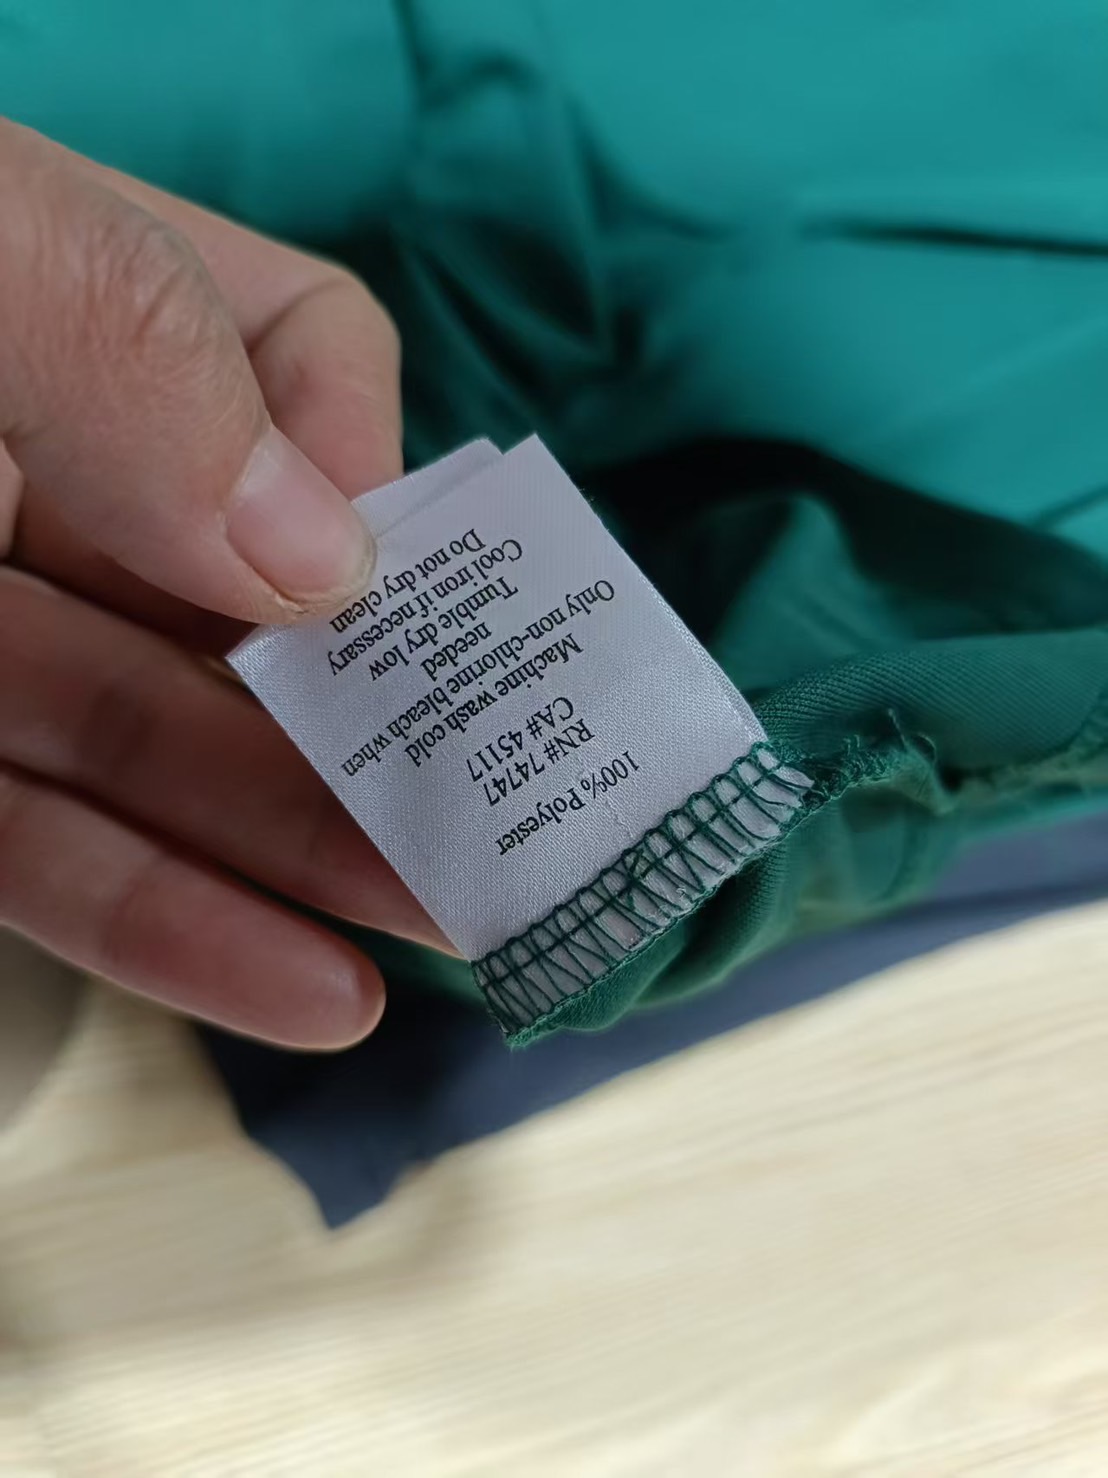 100% Polyester
RN# 74747
CA# 45117
Machine wash cold
Only non-chlorine bleach when
needed
Tumble dry low
Cool iron if necessary
Do not dry clean